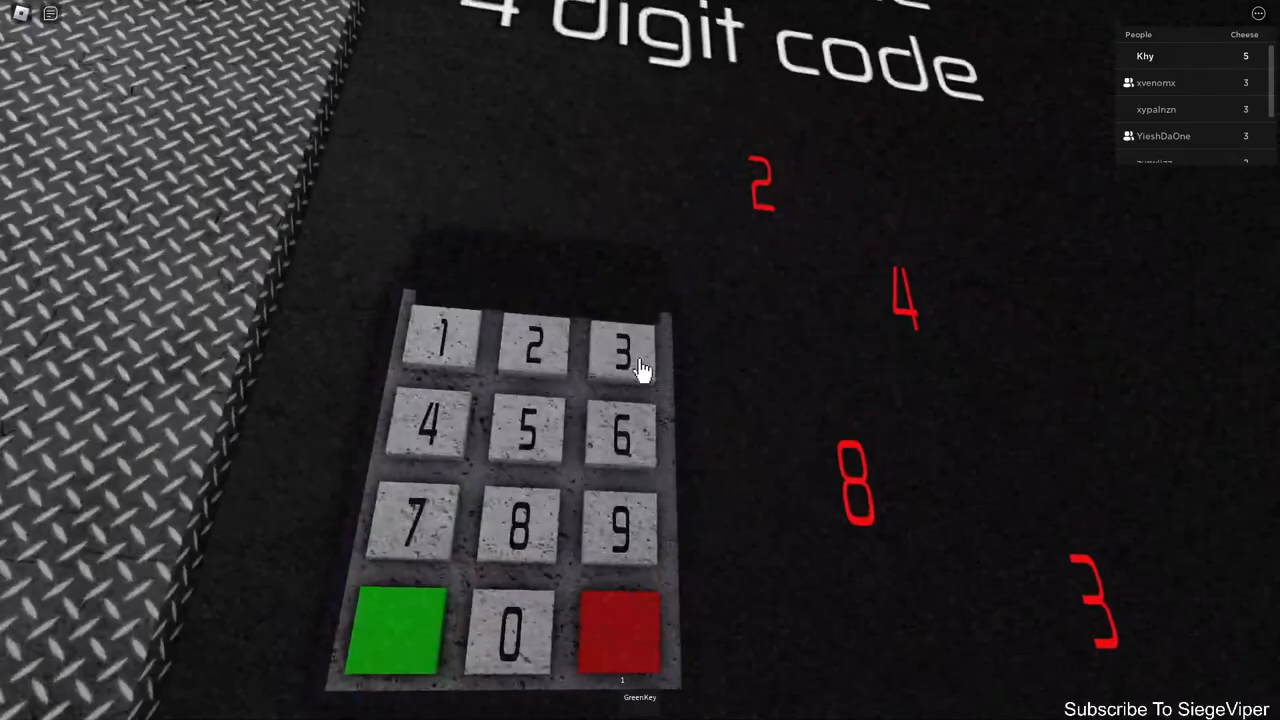 4 digit code
People Cheese
Khy 5
xvenomx 3
xypalnzn 3
YieshDaOne 3
2
4
8
3
1 2 3
4 5 6
7 8 9
0
1
GreenKey
Subscribe To SiegeViper